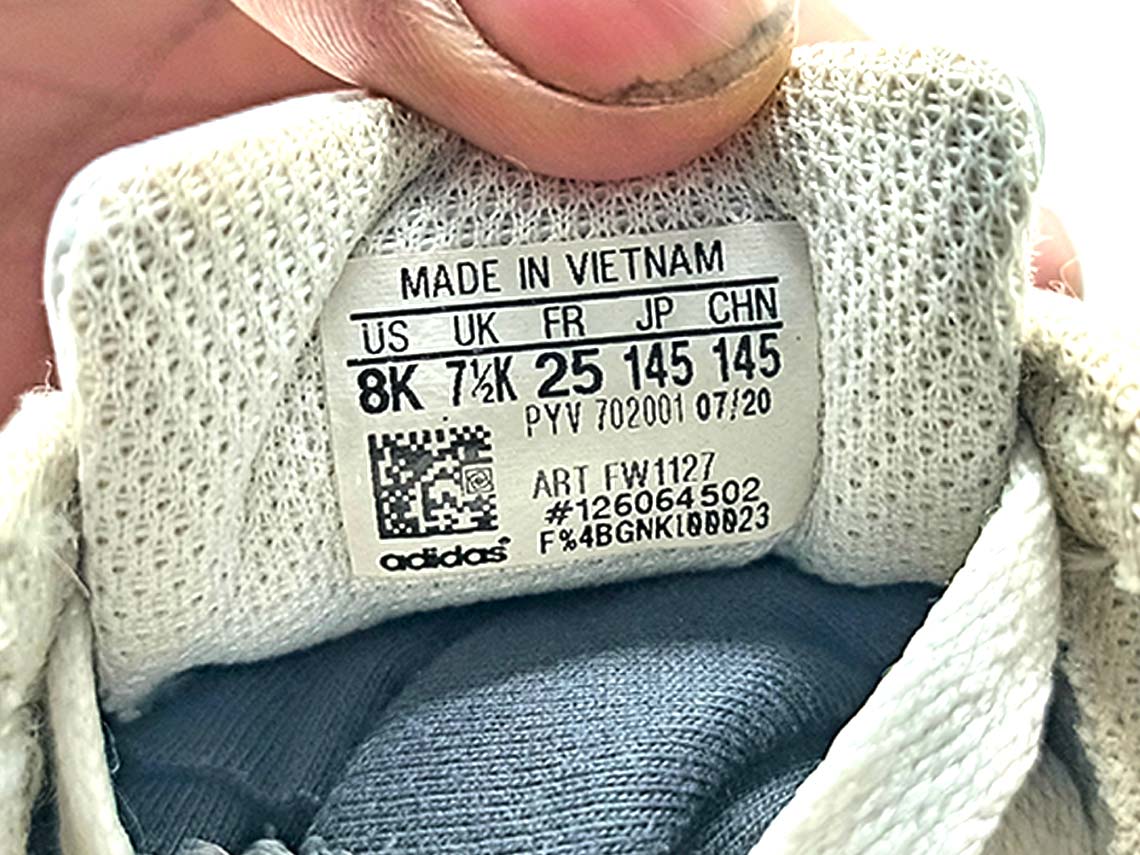 MADE IN VIETNAM
US UK FR JP CHN
8K 7½K 25 145 145
PYV 702001 07/20
ART FW1127
#126064502
F%4BGNKl00023
adidas